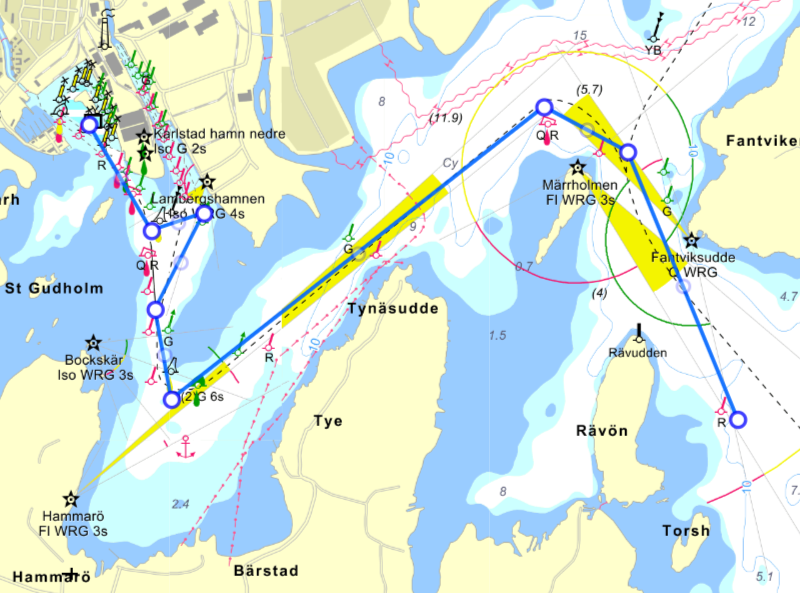 15
12
YB
G
8
(5.7)
(11.9)
Q R
Karlstad hamn nedre
Iso G 2s
R
10
Cy
10
Fantviken
Märrholmen
Fl WRG 3s
Lambergshamnen
Iso WRG 4s
G
9
G
Fantviksudde
Q WRG
Q R
0.7
St Gudholm
(4)
4.7
Tynäsudde
G
1.5
R
10
Rävudden
Bockskär
Iso WRG 3s
(2) G 6s
R
Tye
Rävön
Hammarö
Fl WRG 3s
2.4
8
10
7
Torsh
Hammarö
Bärstad
5.1